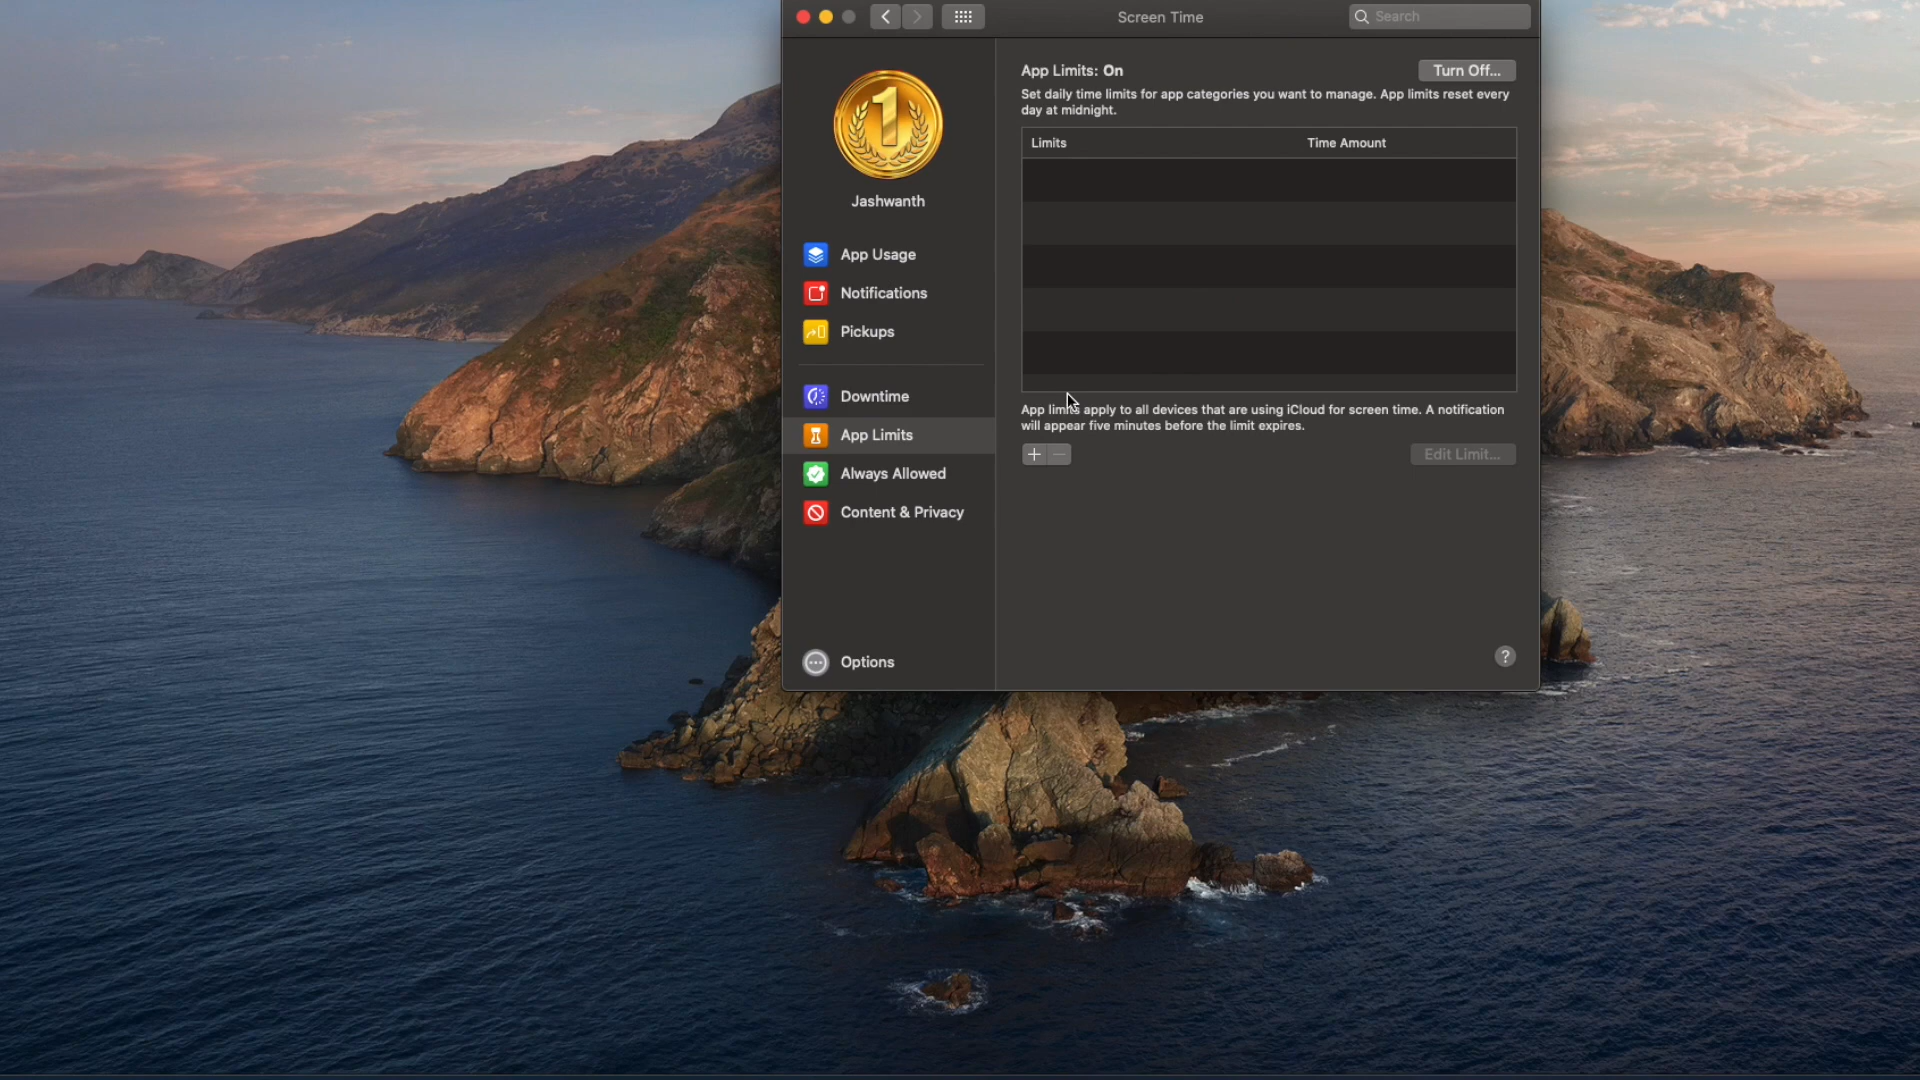 Screen Time
Search
1
Jashwanth
App Usage
Notifications
Pickups
Downtime
App Limits
Always Allowed
Content & Privacy
Options
App Limits: On
Turn Off...
Set daily time limits for app categories you want to manage. App limits reset every
day at midnight.
Limits
Time Amount
App limits apply to all devices that are using iCloud for screen time. A notification
will appear five minutes before the limit expires.
+ −
Edit Limit...
?